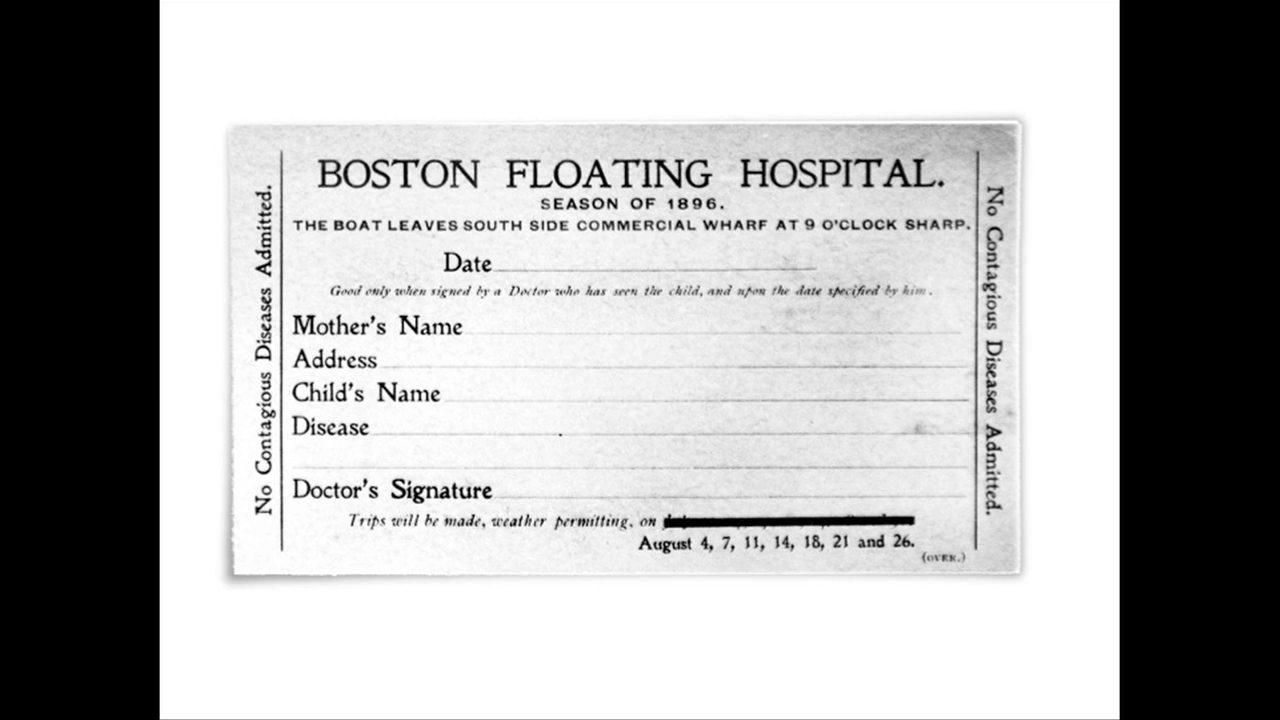 No Contagious Diseases Admitted.
BOSTON FLOATING HOSPITAL.
SEASON OF 1896.
THE BOAT LEAVES SOUTH SIDE COMMERCIAL WHARF AT 9 O'CLOCK SHARP.
Date
Good only when signed by a Doctor who has seen the child, and upon the date specified by him.
Mother's Name
Address
Child's Name
Disease
Doctor's Signature
Trips will be made, weather permitting, on
August 4, 7, 11, 14, 18, 21 and 26.
(OVER.)
No Contagious Diseases Admitted.